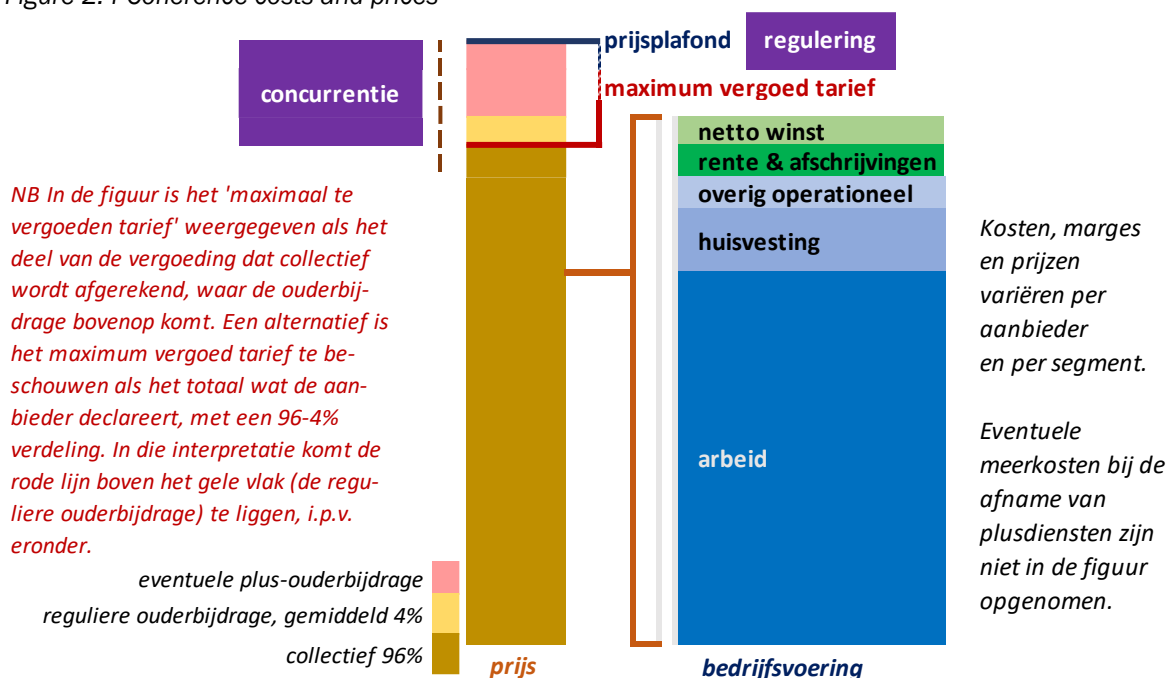 Figure 2.1 Coherence costs and prices
prijsplafond
regulering
concurrentie
maximum vergoed tarief
netto winst
rente & afschrijvingen
overig operationeel
huisvesting
arbeid
NB In de figuur is het 'maximaal te
vergoeden tarief' weergegeven als het
deel van de vergoeding dat collectief
wordt afgerekend, waar de ouderbij-
drage bovenop komt. Een alternatief is
het maximum vergoed tarief te be-
schouwen als het totaal wat de aan-
bieder declareert, met een 96-4%
verdeling. In die interpretatie komt de
rode lijn boven het gele vlak (de regu-
liere ouderbijdrage) te liggen, i.p.v.
eronder.
Kosten, marges
en prijzen
variëren per
aanbieder
en per segment.
Eventuele
meerkosten bij de
afname van
plusdiensten zijn
niet in de figuur
opgenomen.
eventuele plus-ouderbijdrage
reguliere ouderbijdrage, gemiddeld 4%
collectief 96%
prijs
bedrijfsvoering